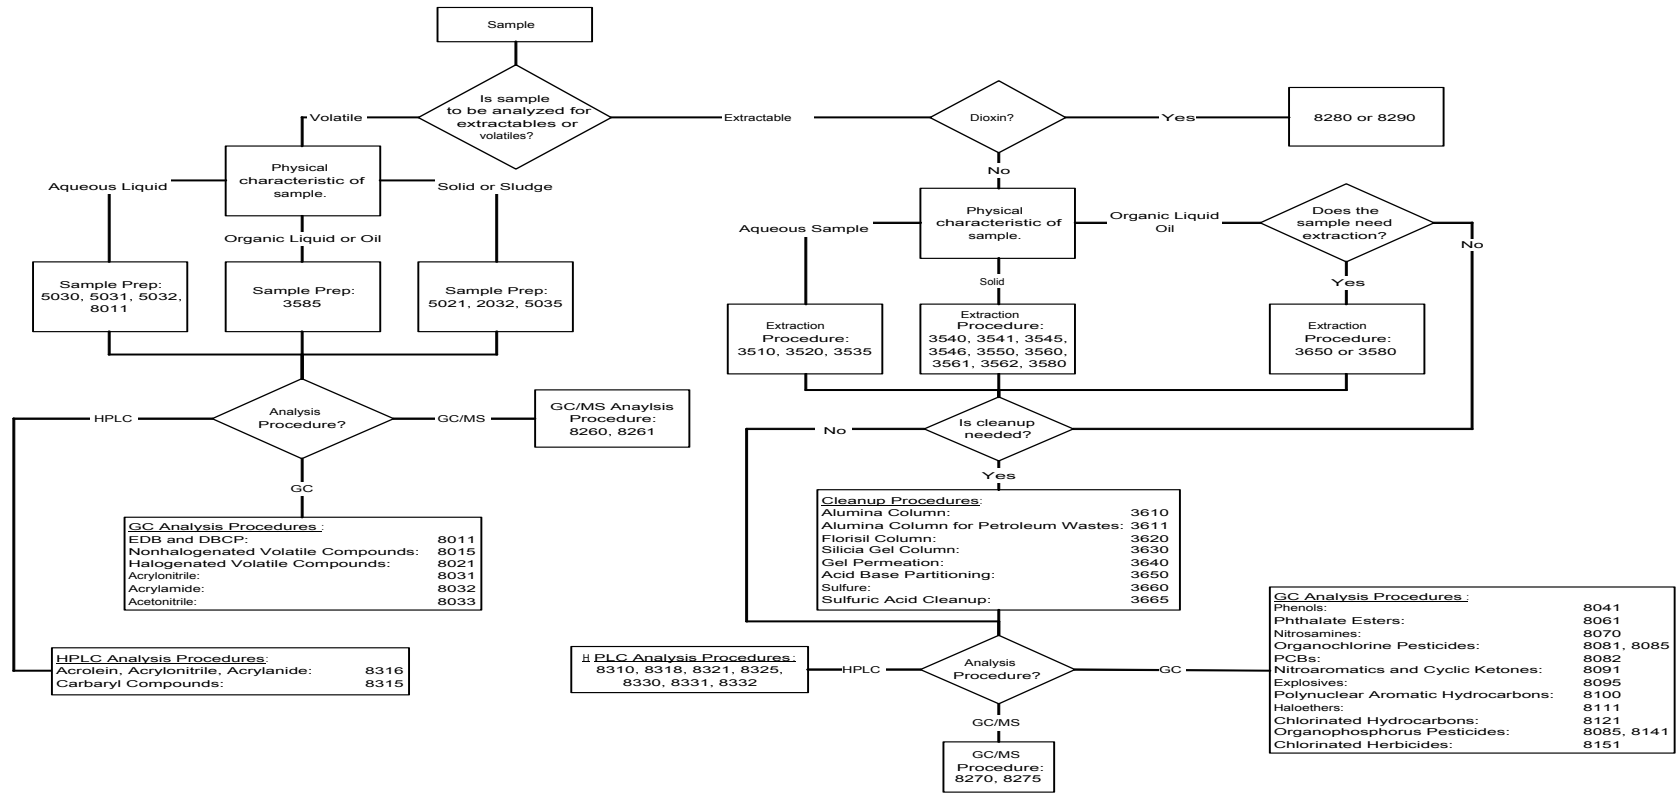 Sample
Is sample
to be analyzed for
extractables or
volatiles?
Volatile
Extractable
Dioxin?
Yes
8280 or 8290
No
Physical
characteristic of
sample.
Aqueous Liquid
Solid or Sludge
Organic Liquid or Oil
Sample Prep:
5030, 5031, 5032,
8011
Sample Prep:
3585
Sample Prep:
5021, 2032, 5035
Analysis
Procedure?
HPLC
GC/MS
GC/MS Anaylsis
Procedure:
8260, 8261
GC
GC Analysis Procedures :
EDB and DBCP: 8011
Nonhalogenated Volatile Compounds: 8015
Halogenated Volatile Compounds: 8021
Acrylonitrile: 8031
Acrylamide: 8032
Acetonitrile: 8033
HPLC Analysis Procedures:
Acrolein, Acrylonitrile, Acrylanide: 8316
Carbaryl Compounds: 8315
Physical
characteristic of
sample.
Aqueous Sample
Organic Liquid
Oil
Does the
sample need
extraction?
No
Solid
Yes
Extraction
Procedure:
3510, 3520, 3535
Extraction
Procedure:
3540, 3541, 3545,
3546, 3550, 3560,
3561, 3562, 3580
Extraction
Procedure:
3650 or 3580
Is cleanup
needed?
No
Yes
Cleanup Procedures:
Alumina Column: 3610
Alumina Column for Petroleum Wastes: 3611
Florisil Column: 3620
Silicia Gel Column: 3630
Gel Permeation: 3640
Acid Base Partitioning: 3650
Sulfure: 3660
Sulfuric Acid Cleanup: 3665
Analysis
Procedure?
HPLC
H PLC Analysis Procedures:
8310, 8318, 8321, 8325,
8330, 8331, 8332
GC
GC/MS
GC/MS
Procedure:
8270, 8275
GC Analysis Procedures :
Phenols: 8041
Phthalate Esters: 8061
Nitrosamines: 8070
Organochlorine Pesticides: 8081, 8085
PCBs: 8082
Nitroaromatics and Cyclic Ketones: 8091
Explosives: 8095
Polynuclear Aromatic Hydrocarbons: 8100
Haloethers: 8111
Chlorinated Hydrocarbons: 8121
Organophosphorus Pesticides: 8085, 8141
Chlorinated Herbicides: 8151